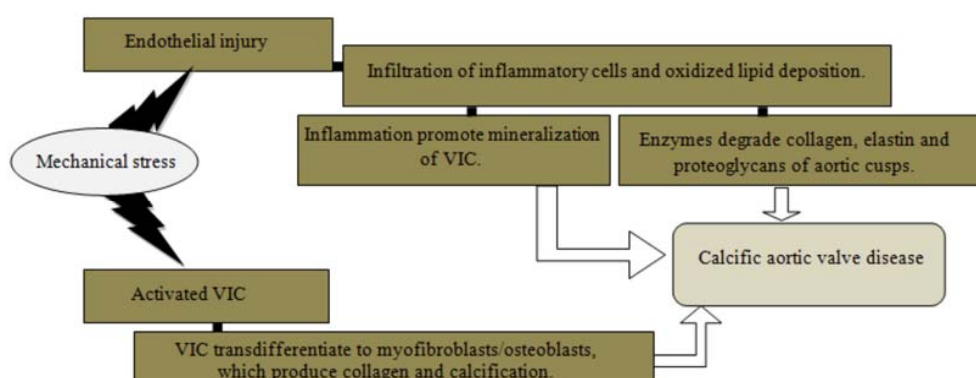 Endothelial injury
Infiltration of inflammatory cells and oxidized lipid deposition.
Inflammation promote mineralization
of VIC.
Enzymes degrade collagen, elastin and
proteoglycans of aortic cusps.
Mechanical stress
Calcific aortic valve disease
Activated VIC
VIC transdifferentiate to myofibroblasts/osteoblasts,
which produce collagen and calcification.